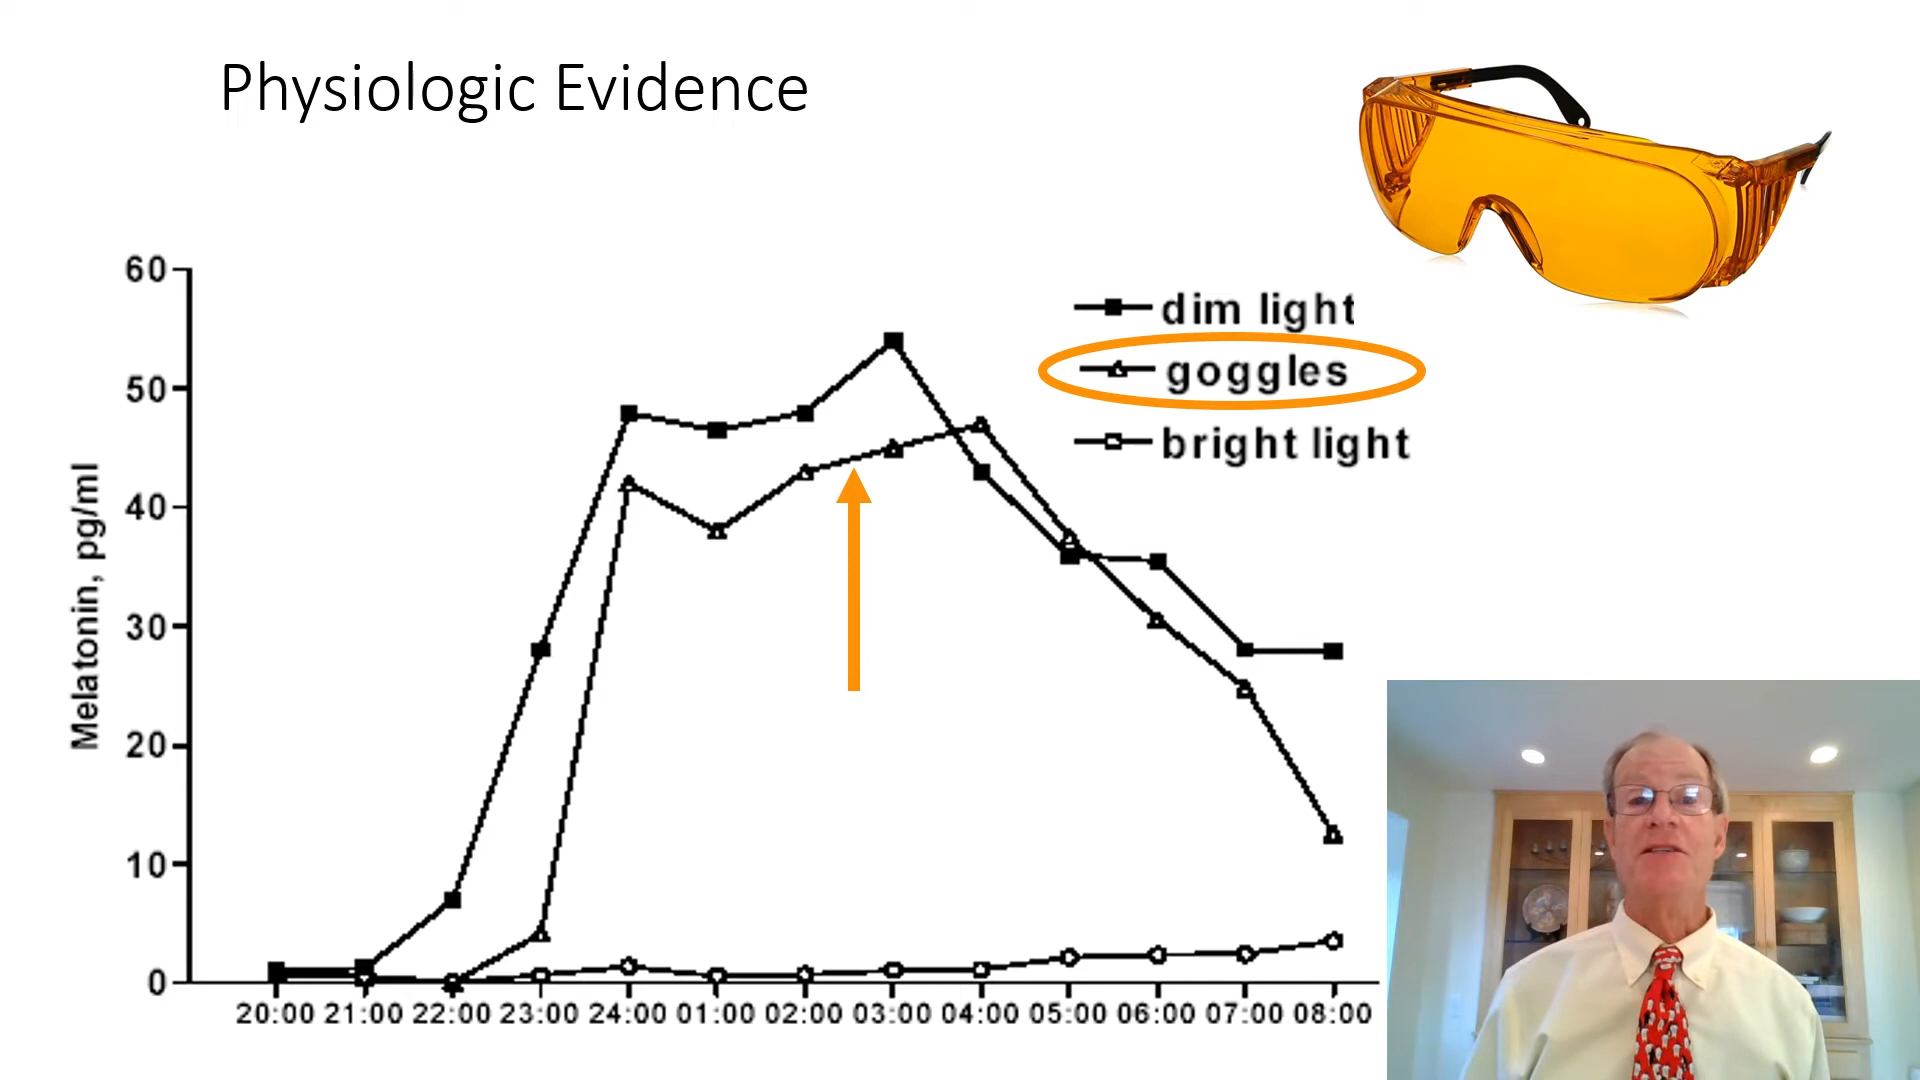 Physiologic Evidence
60
50
40
30
20
10
0
Melatonin, pg/ml
dim light
goggles
bright light
20:00 21:00 22:00 23:00 24:00 01:00 02:00 03:00 04:00 05:00 06:00 07:00 08:00